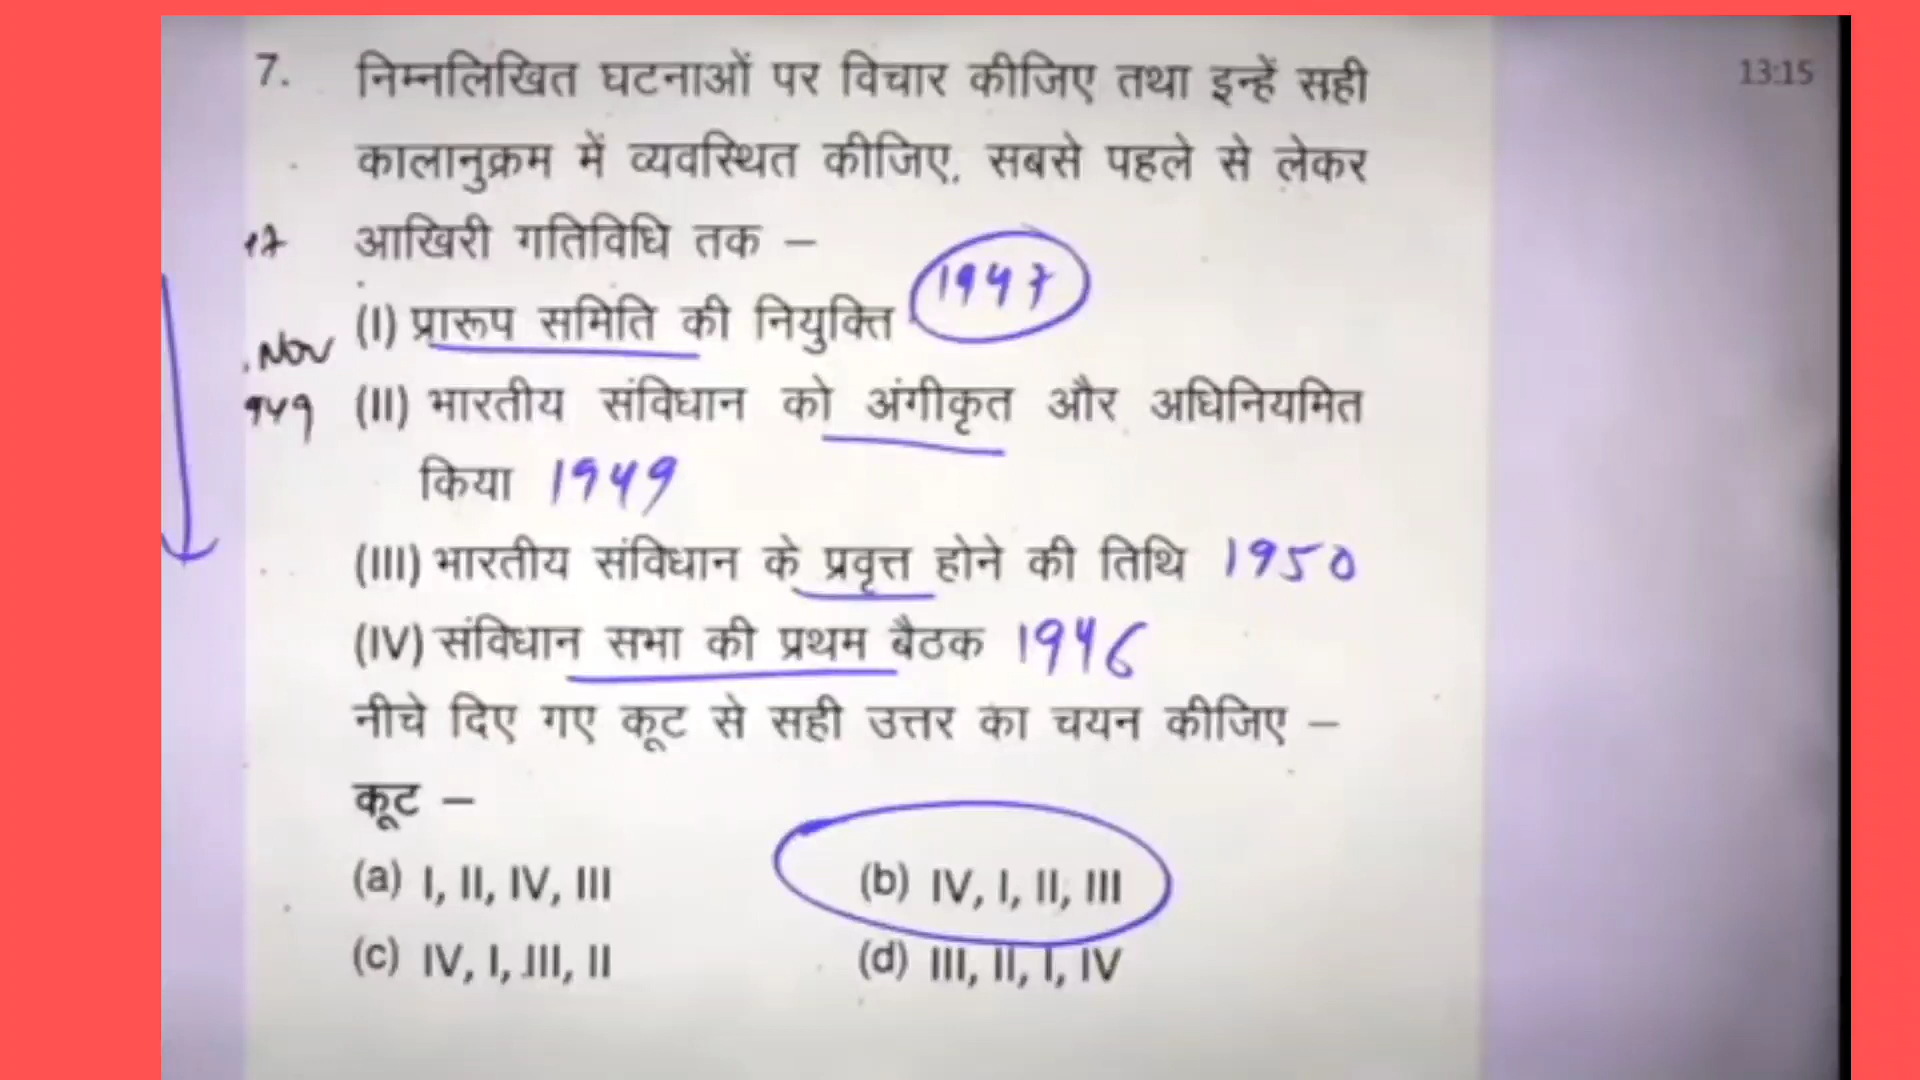 13:15
7. निम्नलिखित घटनाओं पर विचार कीजिए तथा इन्हें सही
कालानुक्रम में व्यवस्थित कीजिए, सबसे पहले से लेकर
आखिरी गतिविधि तक –
(I) प्रारूप समिति की नियुक्ति 1947
Nov
(II) भारतीय संविधान को अंगीकृत और अधिनियमित
किया 1949
(III) भारतीय संविधान के प्रवृत्त होने की तिथि 1950
(IV) संविधान सभा की प्रथम बैठक 1946
नीचे दिए गए कूट से सही उत्तर का चयन कीजिए –
कूट –
(a) I, II, IV, III (b) IV, I, II, III
(c) IV, I, III, II (d) III, II, I, IV